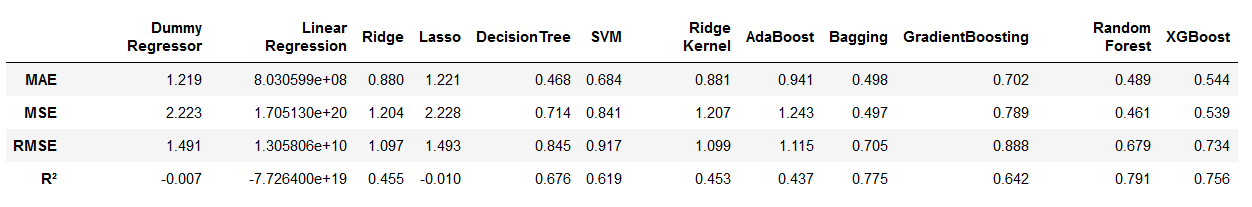 Dummy Regressor Linear Regression Ridge Lasso DecisionTree SVM Ridge Kernel AdaBoost Bagging GradientBoosting Random Forest XGBoost
MAE 1.219 8.030599e+08 0.880 1.221 0.468 0.684 0.881 0.941 0.498 0.702 0.489 0.544
MSE 2.223 1.705130e+20 1.204 2.228 0.714 0.841 1.207 1.243 0.497 0.789 0.461 0.539
RMSE 1.491 1.305806e+10 1.097 1.493 0.845 0.917 1.099 1.115 0.705 0.888 0.679 0.734
R² -0.007 -7.726400e+19 0.455 -0.010 0.676 0.619 0.453 0.437 0.775 0.642 0.791 0.756